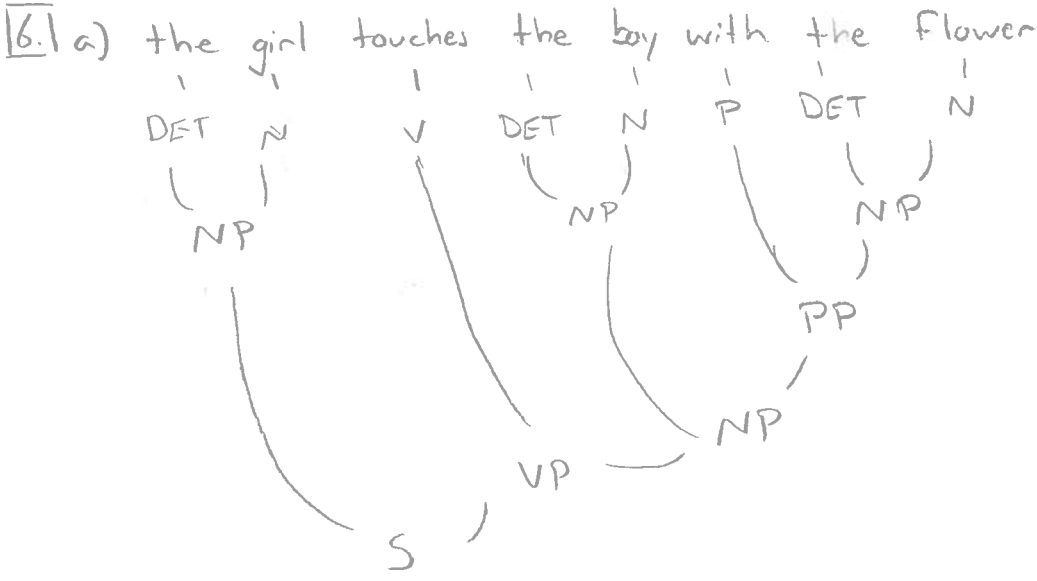 6. a) the girl touches the boy with the flower
DET N V DET N P DET N
NP NP NP
PP
NP
VP
S